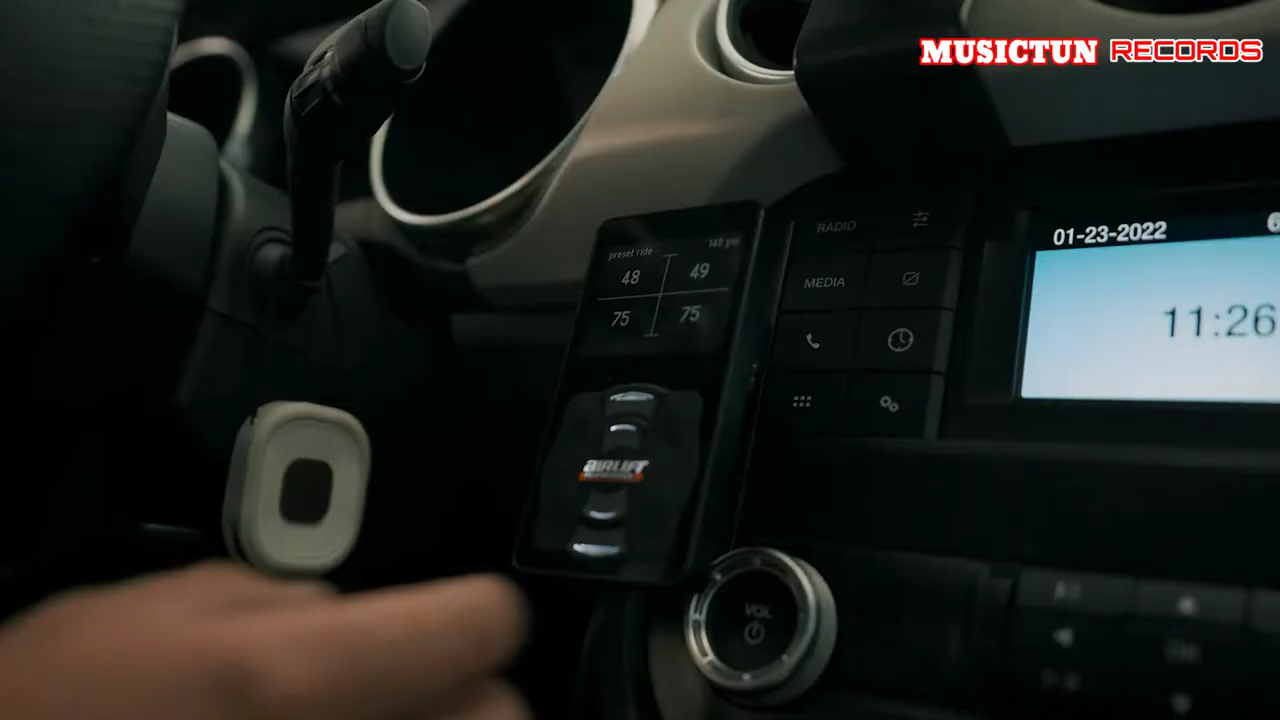 MUSICTUN RECORDS
preset ride 148 psi
48 49
75 75
AIRLIFT
RADIO
MEDIA
01-23-2022
11:26
VOL